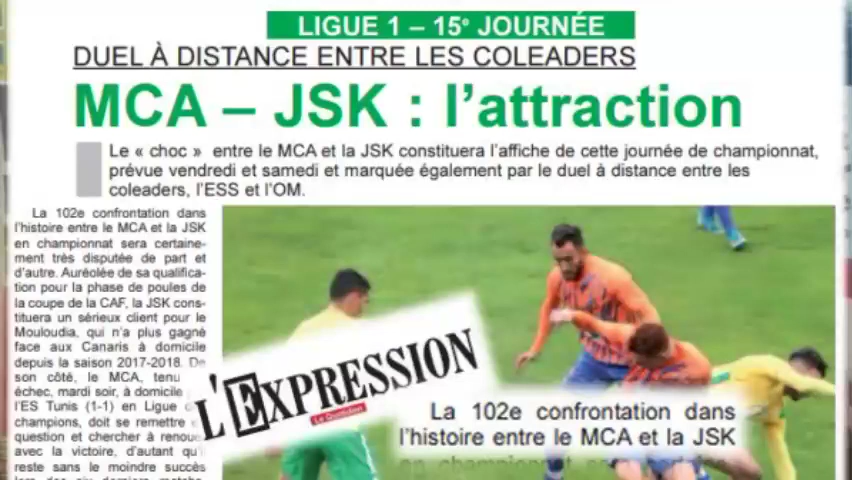 LIGUE 1 – 15e JOURNÉE
DUEL À DISTANCE ENTRE LES COLEADERS
MCA – JSK : l'attraction
Le « choc » entre le MCA et la JSK constituera l'affiche de cette journée de championnat,
prévue vendredi et samedi et marquée également par le duel à distance entre les
coleaders, l'ESS et l'OM.
La 102e confrontation dans
l'histoire entre le MCA et la JSK
en championnat sera certaine-
ment très disputée de part et
d'autre. Auréolée de sa qualifica-
tion pour la phase de poules de
la coupe de la CAF, la JSK cons-
tituera un sérieux client pour le
Mouloudia, qui n'a plus gagné
face aux Canaris à domicile
depuis la saison 2017-2018. De
son côté, le MCA, tenu
échec, mardi soir, à domicile
l'ES Tunis (1-1) en Ligue
champions, doit se remettre
question et chercher à renoue
avec la victoire, d'autant qu'il
reste sans le moindre succès
L'EXPRESSION
Le Quotidien
La 102e confrontation dans
l'histoire entre le MCA et la JSK